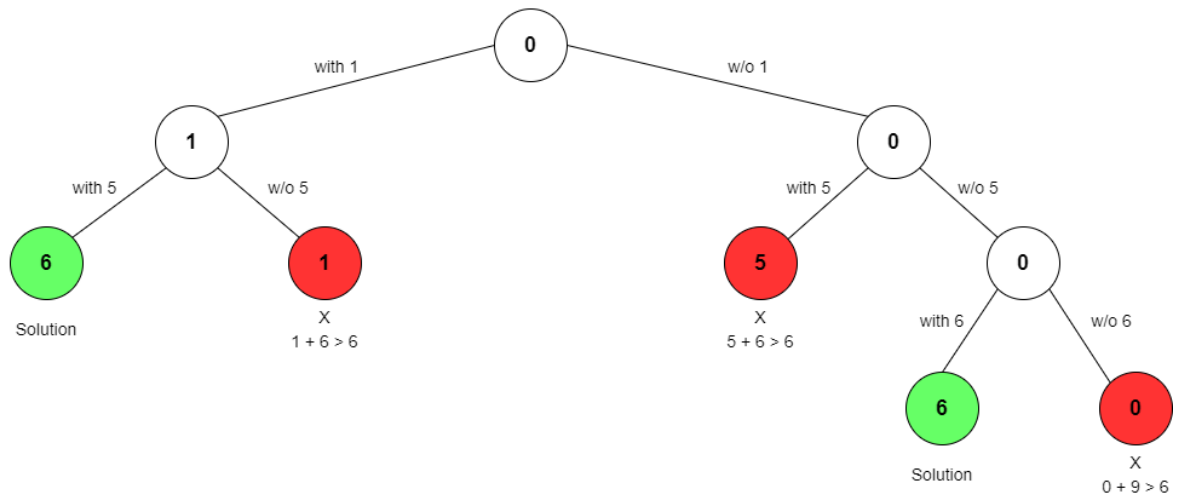 0
with 1
w/o 1
1
0
with 5
w/o 5
with 5
w/o 5
6
1
5
0
Solution
X
1 + 6 > 6
X
5 + 6 > 6
with 6
w/o 6
6
0
Solution
X
0 + 9 > 6